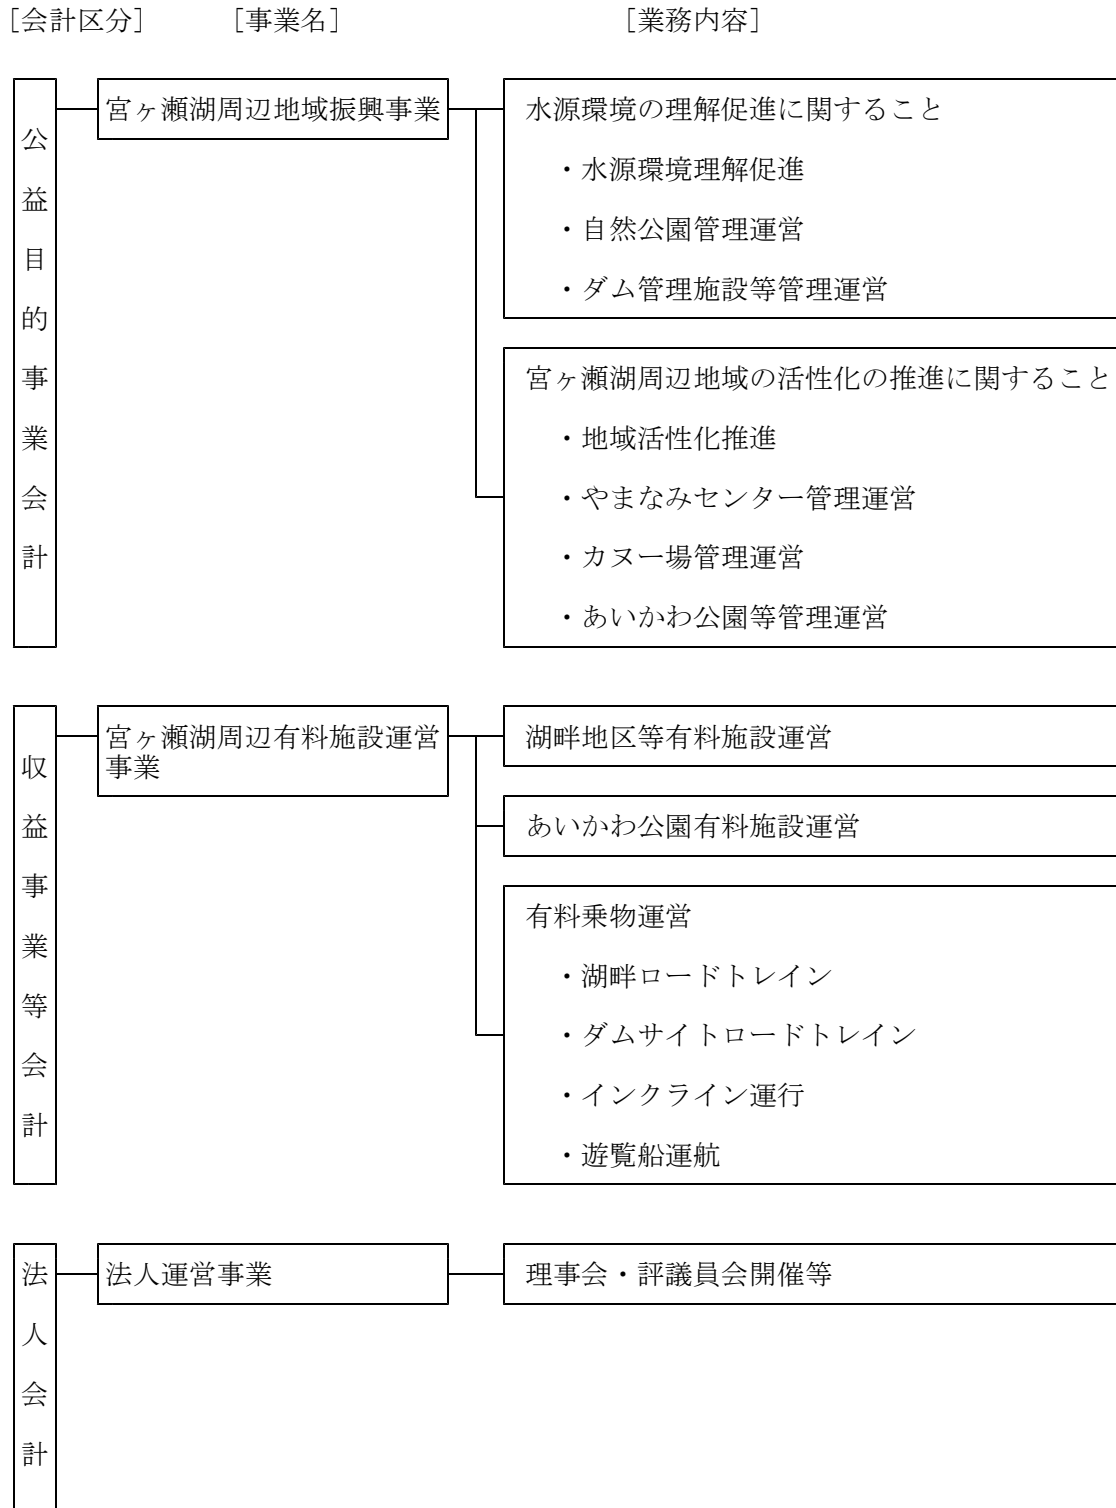 ［会計区分］　［事業名］　［業務内容］
公益目的事業会計
宮ヶ瀬湖周辺地域振興事業
水源環境の理解促進に関すること
・水源環境理解促進
・自然公園管理運営
・ダム管理施設等管理運営
宮ヶ瀬湖周辺地域の活性化の推進に関すること
・地域活性化推進
・やまなみセンター管理運営
・カヌー場管理運営
・あいかわ公園等管理運営
収益事業等会計
宮ヶ瀬湖周辺有料施設運営
事業
湖畔地区等有料施設運営
あいかわ公園有料施設運営
有料乗物運営
・湖畔ロードトレイン
・ダムサイトロードトレイン
・インクライン運行
・遊覧船運航
法人会計
法人運営事業
理事会・評議員会開催等